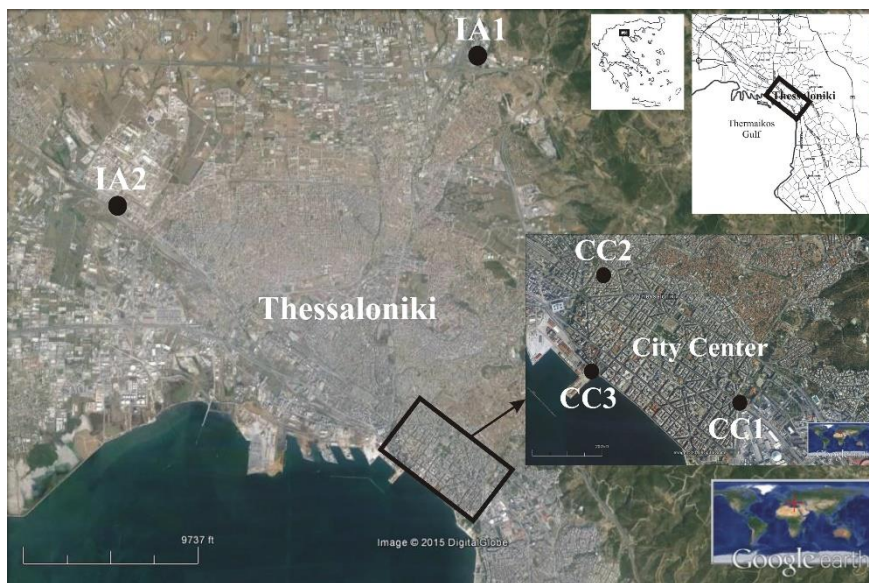 IA1
Thessaloniki
Thermaikos
Gulf
IA2
CC2
Thessaloniki
City Center
CC3
CC1
9737 ft
Image © 2015 DigitalGlobe
Google earth